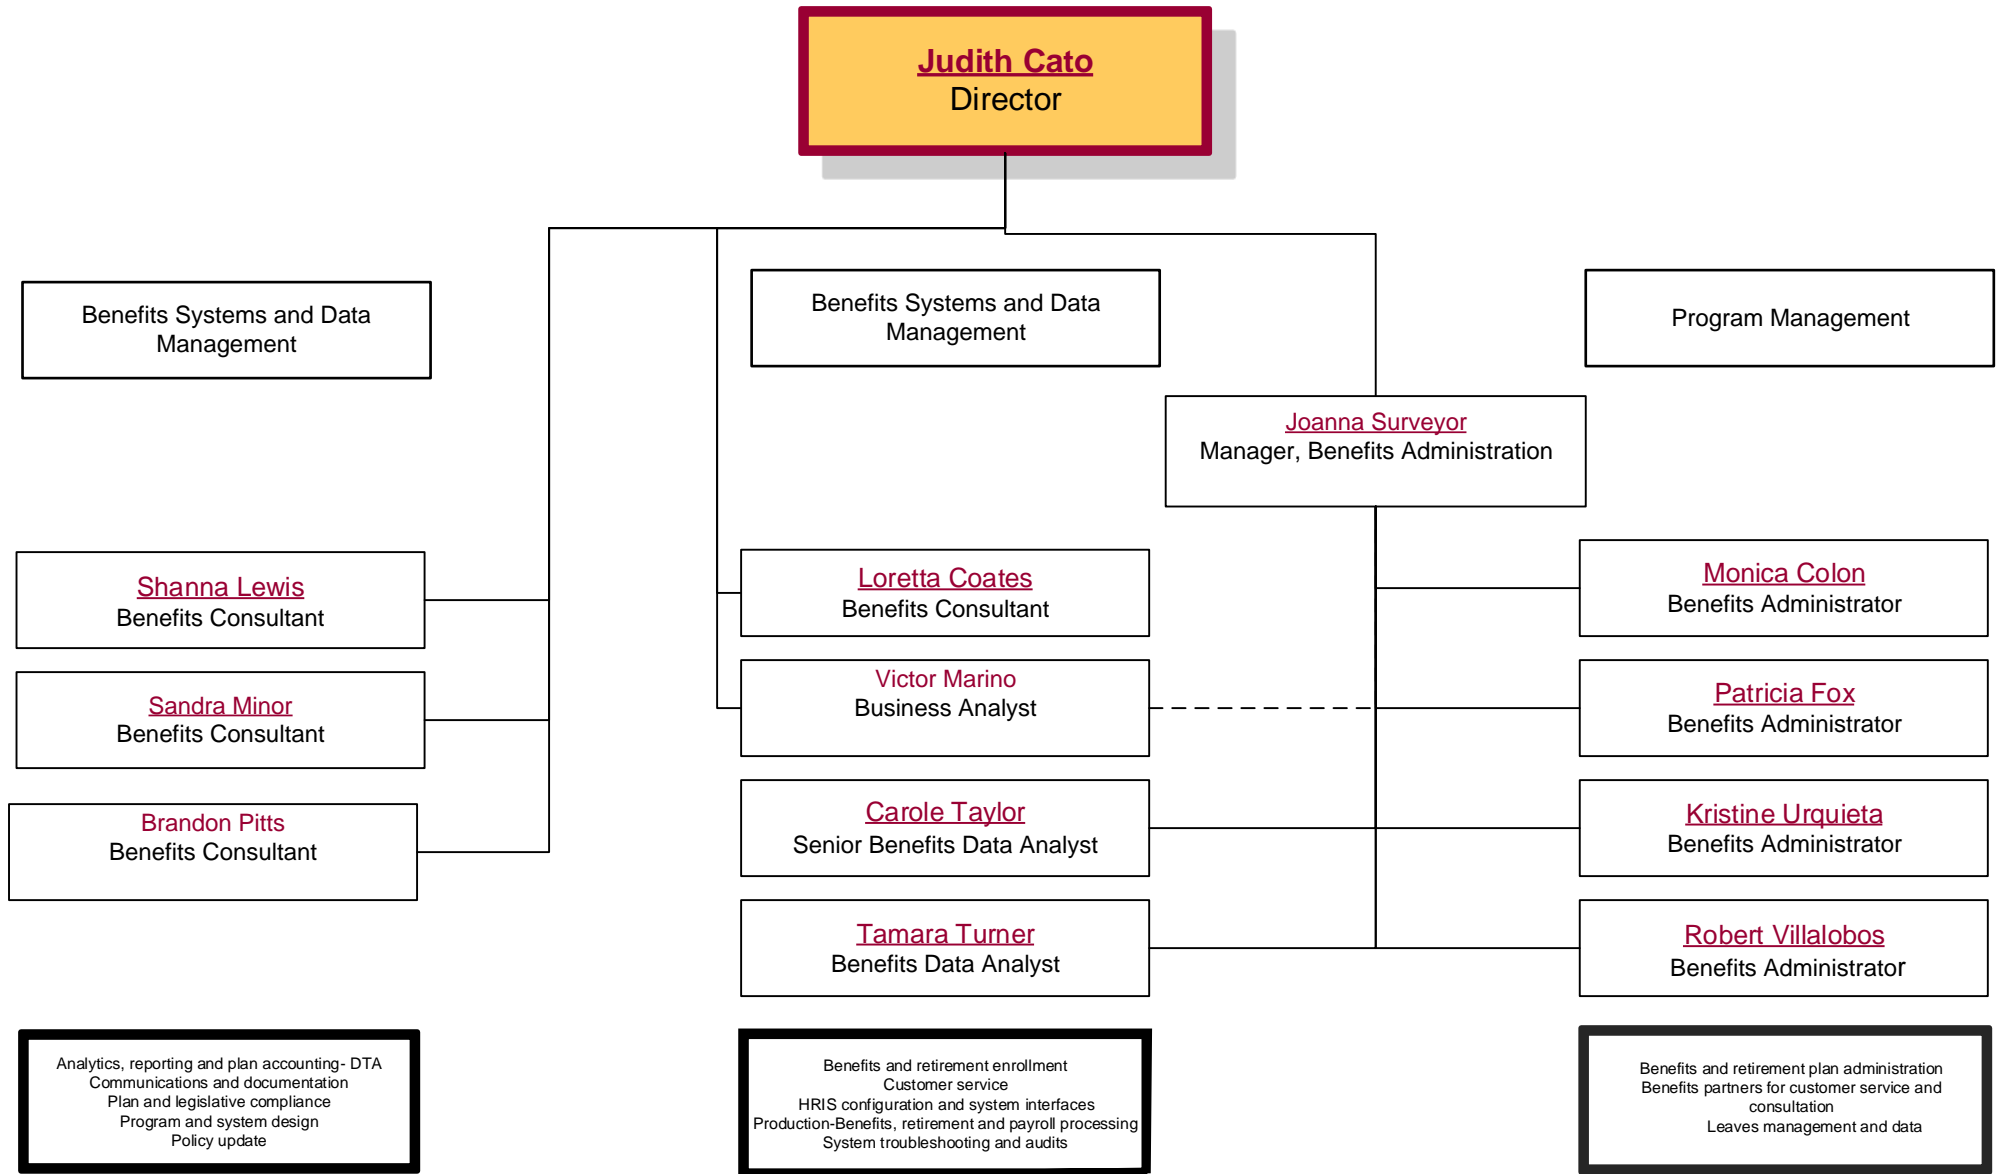 Judith Cato
Director
Benefits Systems and Data
Management
Benefits Systems and Data
Management
Program Management
Joanna Surveyor
Manager, Benefits Administration
Shanna Lewis
Benefits Consultant
Sandra Minor
Benefits Consultant
Brandon Pitts
Benefits Consultant
Loretta Coates
Benefits Consultant
Victor Marino
Business Analyst
Carole Taylor
Senior Benefits Data Analyst
Tamara Turner
Benefits Data Analyst
Monica Colon
Benefits Administrator
Patricia Fox
Benefits Administrator
Kristine Urquieta
Benefits Administrator
Robert Villalobos
Benefits Administrator
Analytics, reporting and plan accounting- DTA
Communications and documentation
Plan and legislative compliance
Program and system design
Policy update
Benefits and retirement enrollment
Customer service
HRIS configuration and system interfaces
Production-Benefits, retirement and payroll processing
System troubleshooting and audits
Benefits and retirement plan administration
Benefits partners for customer service and
consultation
Leaves management and data